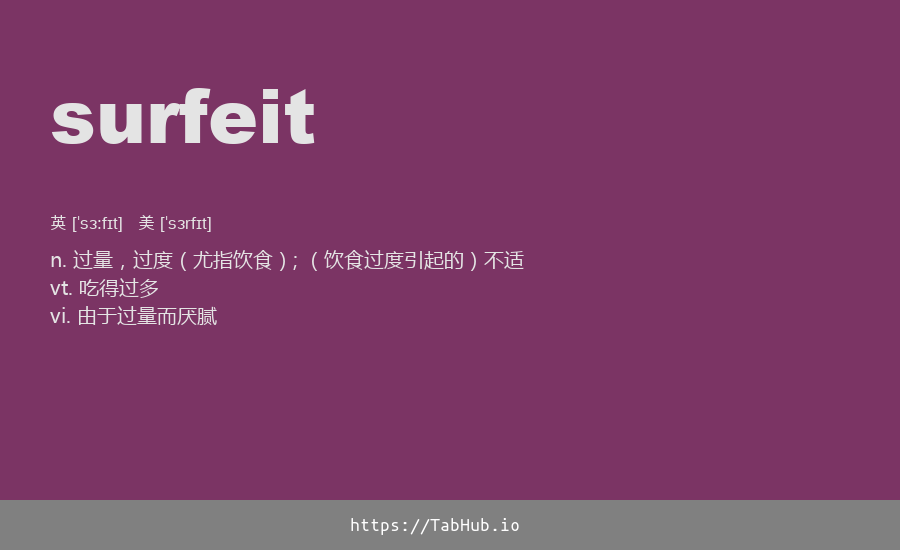 surfeit
英 [ˈsɜːfɪt] 美 [ˈsɜrfɪt]
n. 过量，过度（尤指饮食）；（饮食过度引起的）不适
vt. 吃得过多
vi. 由于过量而厌腻
https://TabHub.io